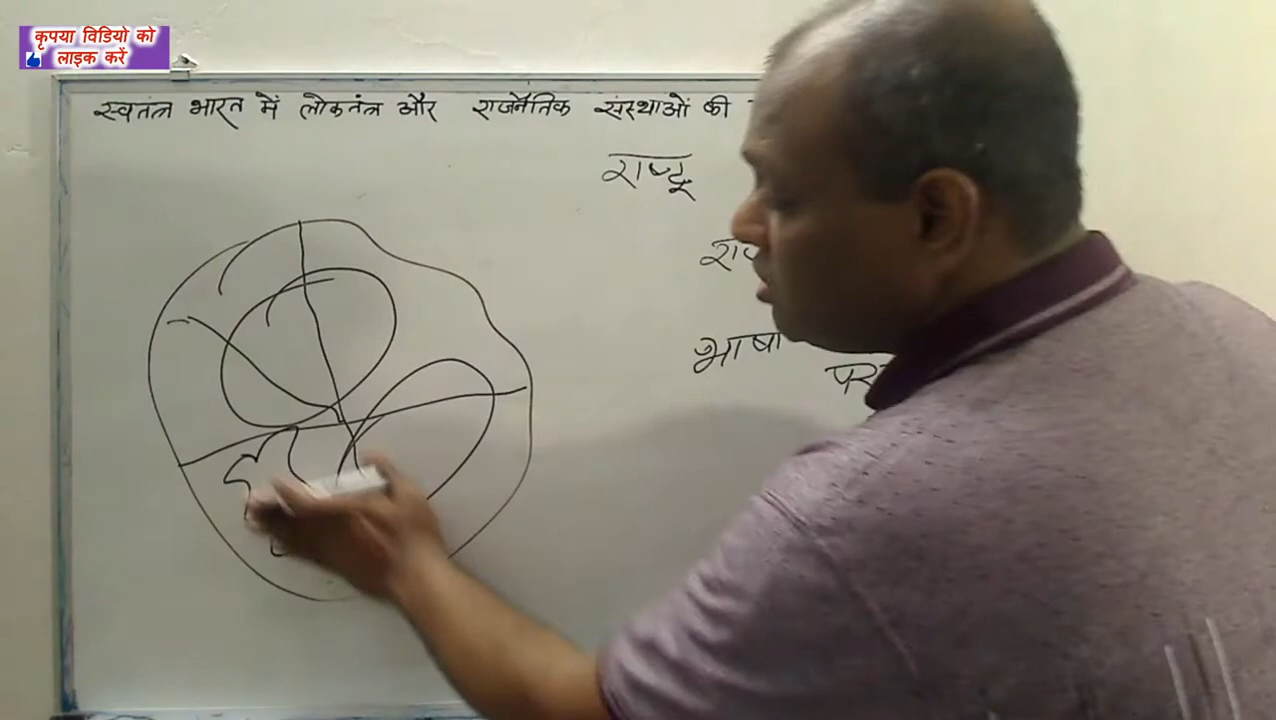 कृपया विडियो को
लाइक करें
स्वतंत्र भारत में लोकतंत्र और राजनैतिक संस्थाओं की
राष्ट्र
भाषा